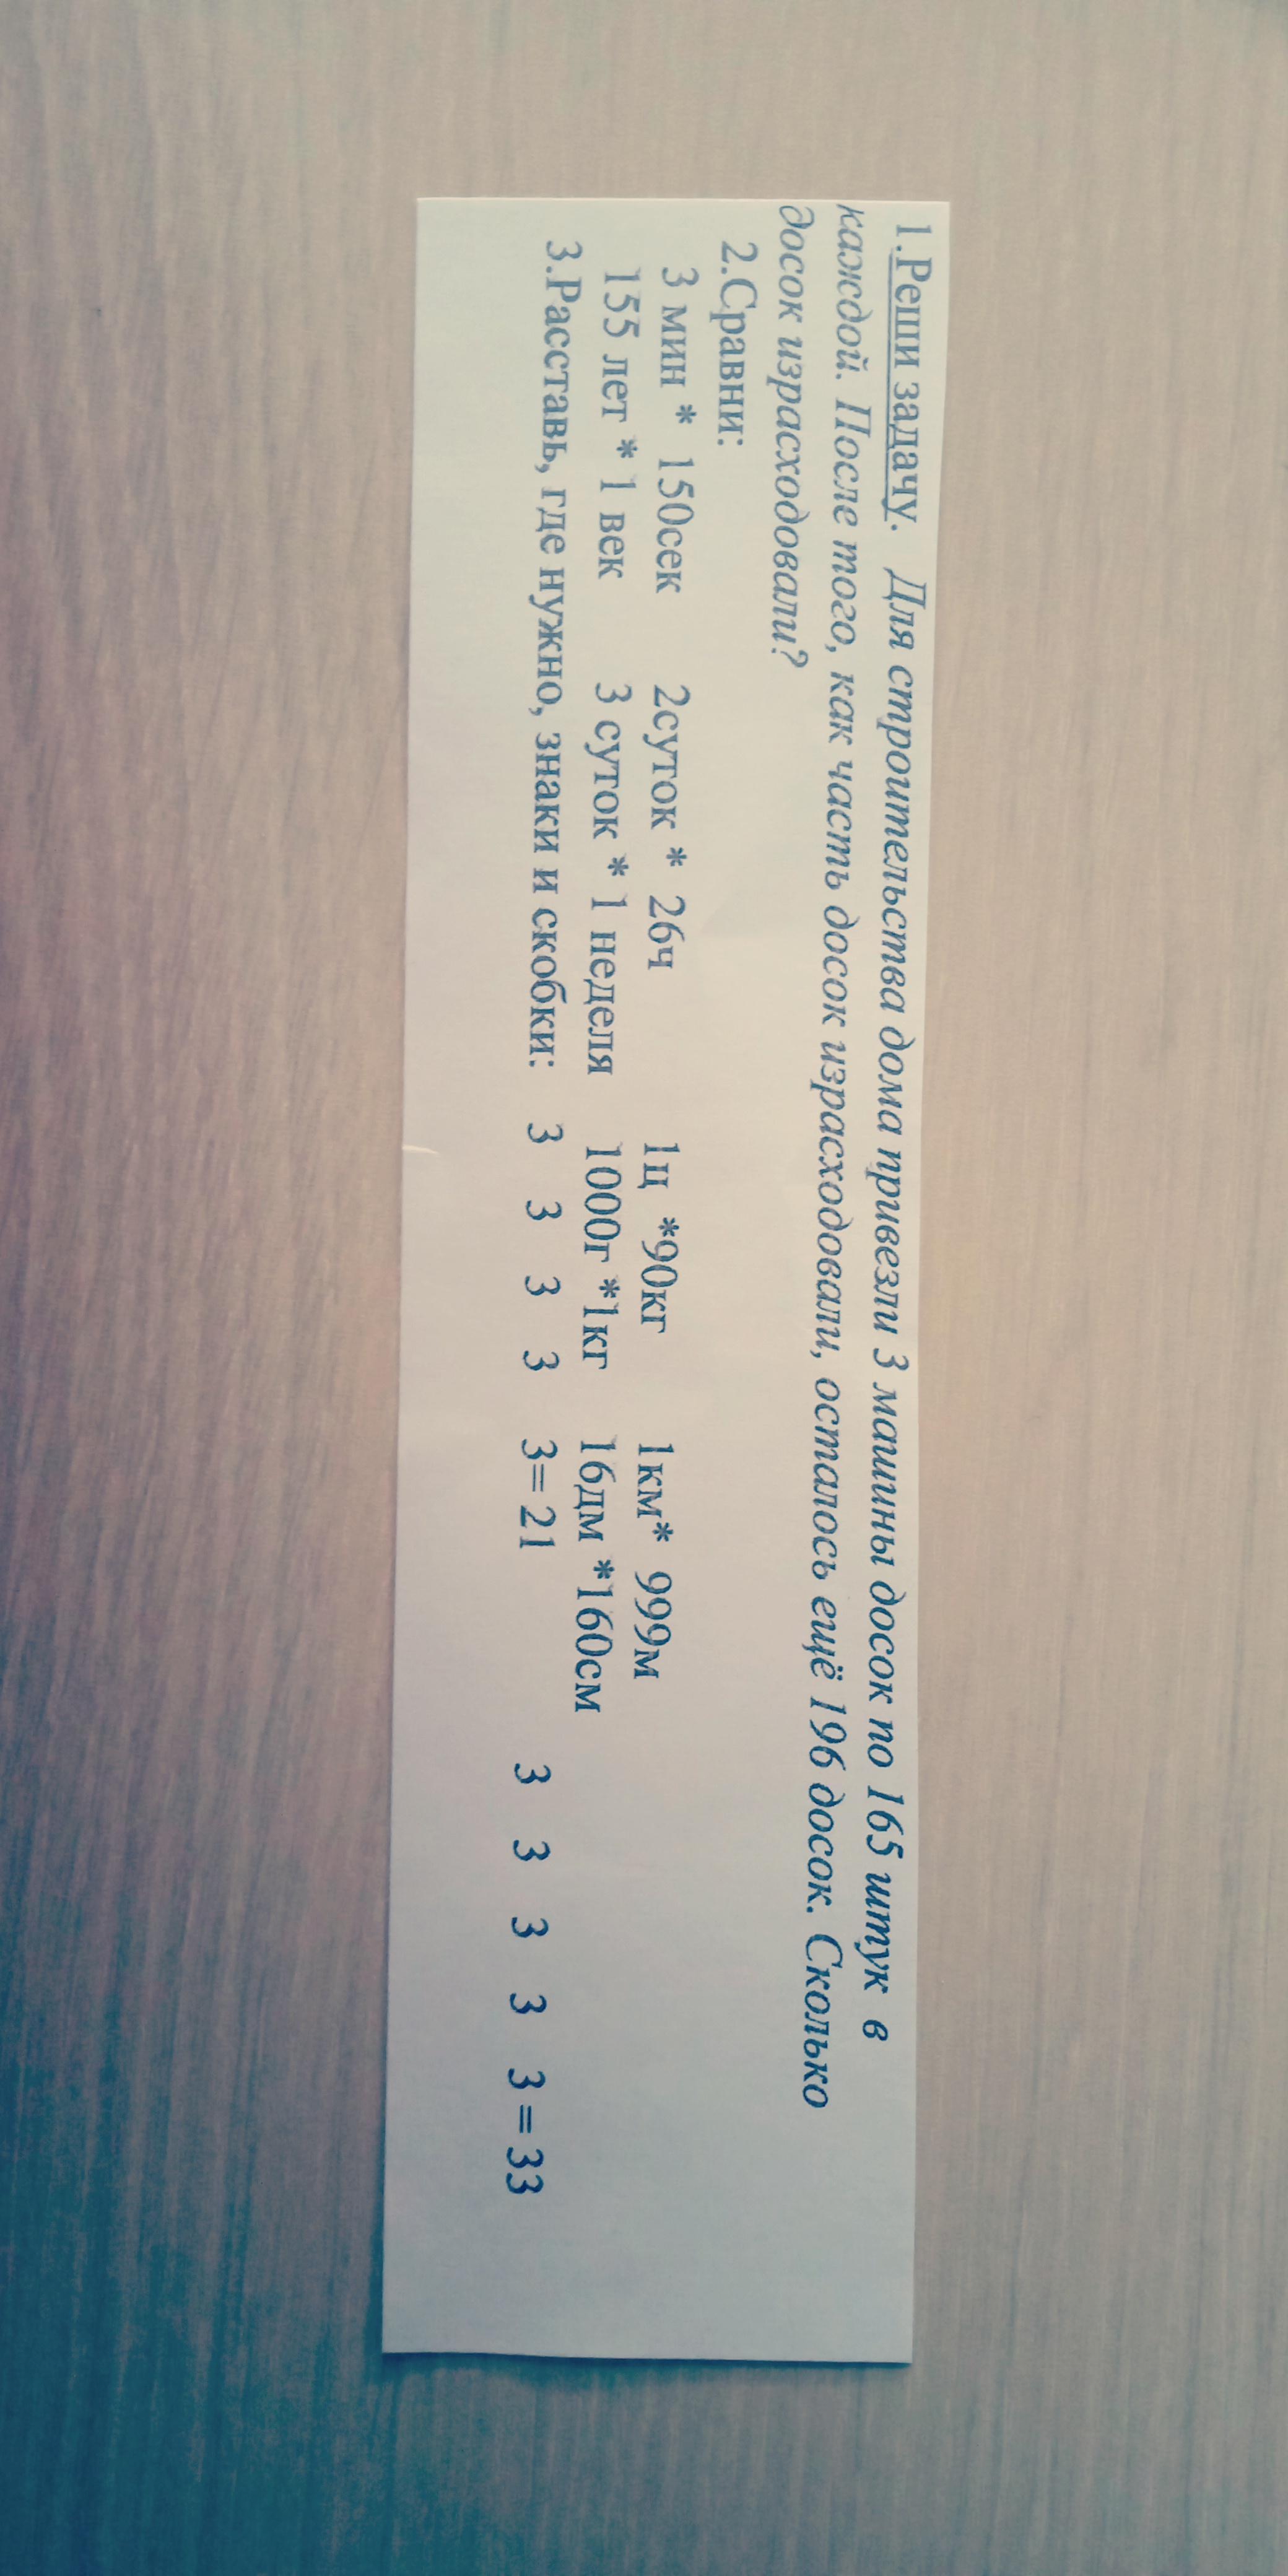 1.Реши задачу. Для строительства дома привезли 3 машины досок по 165 штук в
каждой. После того, как часть досок израсходовали, осталось ещё 196 досок. Сколько
досок израсходовали?
2.Сравни:
3 мин * 150сек 2суток * 26ч 1ц *90кг 1км* 999м
155 лет * 1 век 3 суток * 1 неделя 1000г *1кг 16дм *160см
3.Расставь, где нужно, знаки и скобки: 3 3 3 3 3=21 3 3 3 3 3=33